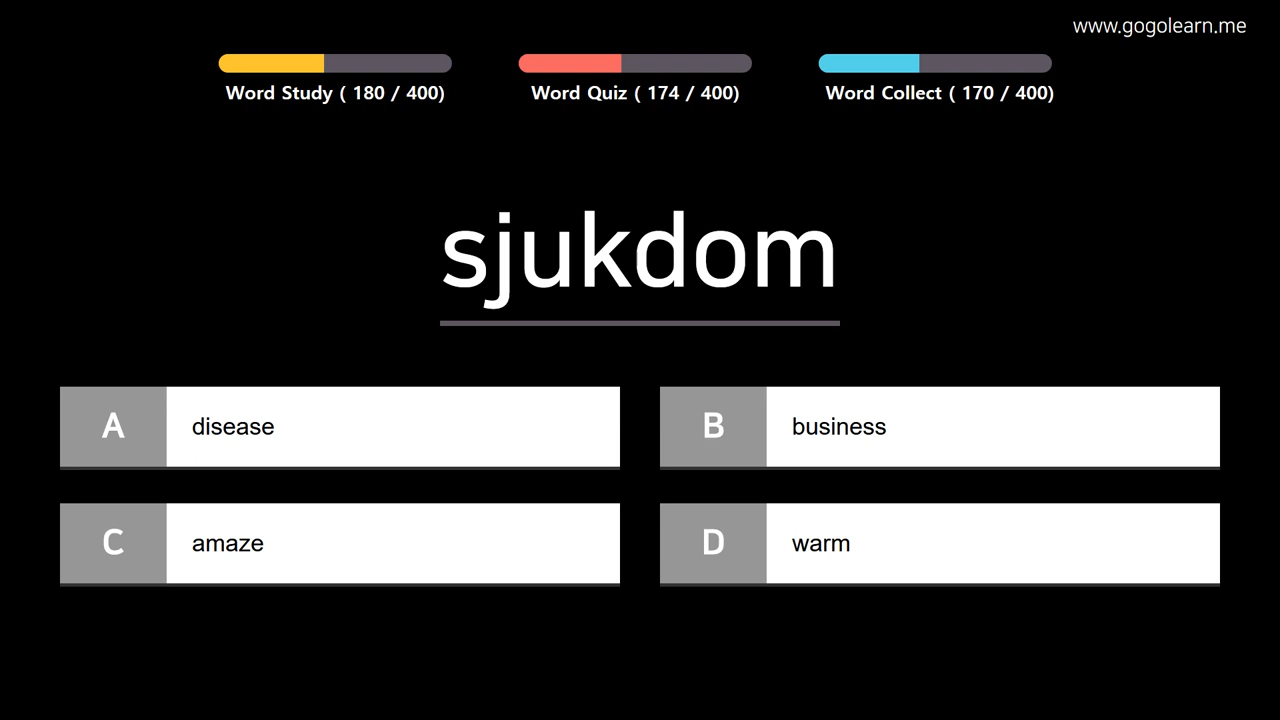 www.gogolearn.me
Word Study ( 180 / 400)
Word Quiz ( 174 / 400)
Word Collect ( 170 / 400)
sjukdom
A disease
B business
C amaze
D warm